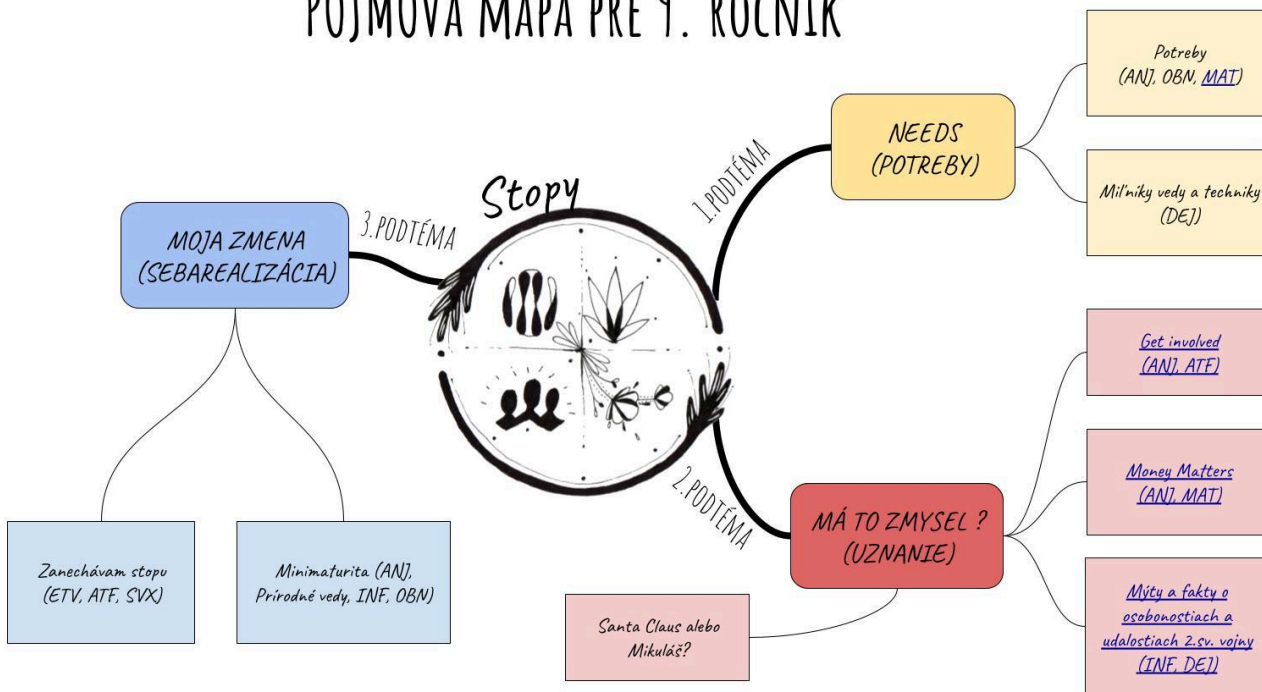 POJMOVÁ MAPA PRE 9. ROČNÍK
Potreby
(ANJ, OBN, MAT)
NEEDS
(POTREBY)
1.PODTÉMA
Míľniky vedy a techniky
(DEJ)
Stopy
3.PODTÉMA
MOJA ZMENA
(SEBAREALIZÁCIA)
Get involved
(ANJ, ATF)
Money Matters
(ANJ, MAT)
2.PODTÉMA
MÁ TO ZMYSEL ?
(UZNANIE)
Zanechávam stopu
(ETV, ATF, SVX)
Minimaturita (ANJ,
Prírodné vedy, INF, OBN)
Santa Claus alebo
Mikuláš?
Mýty a fakty o
osobonostiach a
udalostiach 2.sv. vojny
(INF, DEJ)